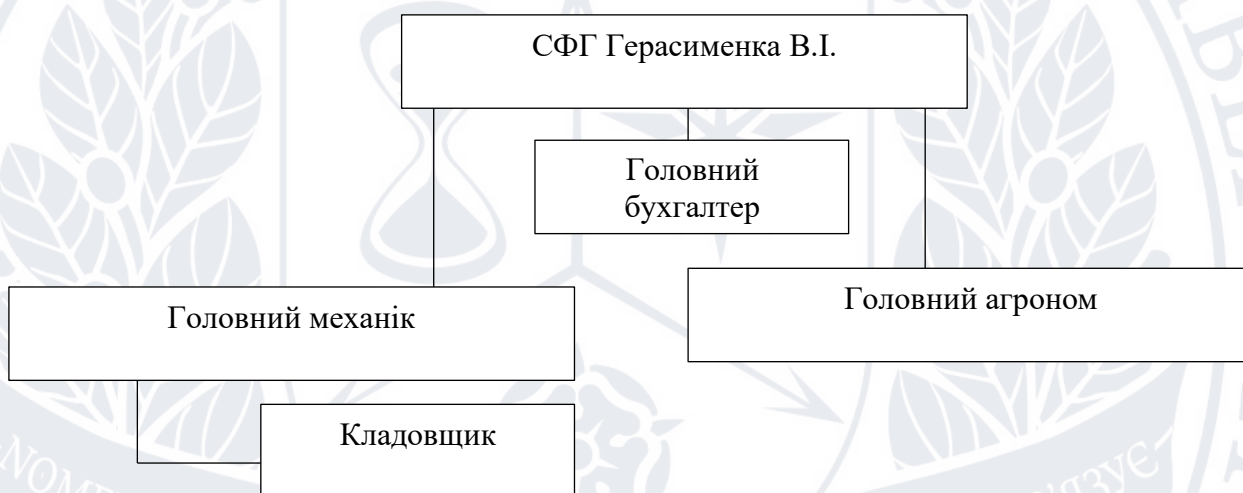 СФГ Герасименка В.І.
Головний
бухгалтер
Головний агроном
Головний механік
Кладовщик